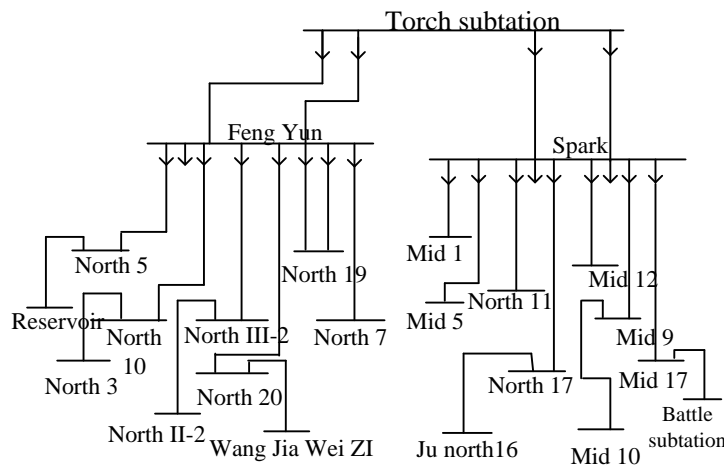 Torch subtation
Feng Yun
Spark
North 5
North 19
Mid 1
Mid 12
Reservoir
North
10
North III-2
North 7
Mid 5
North 11
Mid 9
North 3
North 20
North 17
Mid 17
North II-2
Wang Jia Wei ZI
Ju north16
Mid 10
Battle
subtation